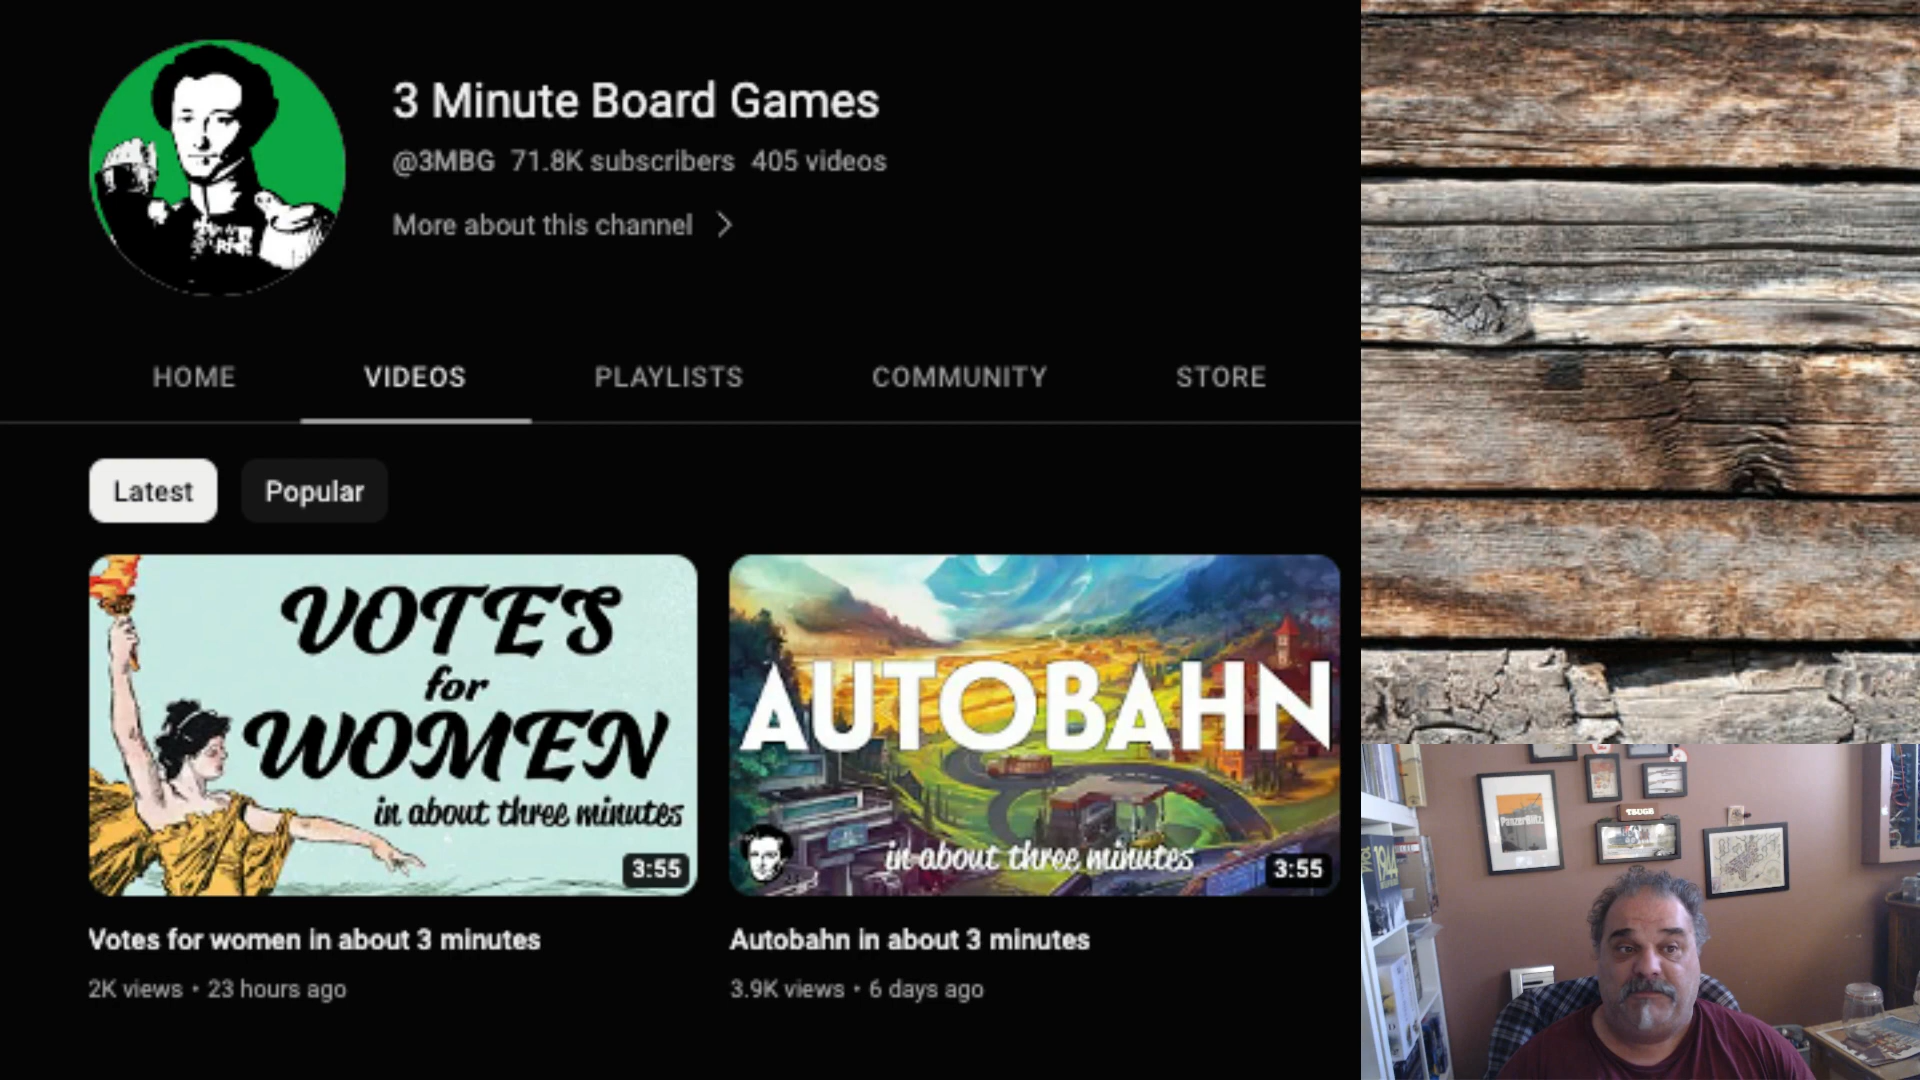 3 Minute Board Games
@3MBG 71.8K subscribers 405 videos
More about this channel
HOME VIDEOS PLAYLISTS COMMUNITY STORE
Latest Popular
VOTES
for
WOMEN
in about three minutes
3:55
AUTOBAHN
in about three minutes
3:55
Votes for women in about 3 minutes
2K views • 23 hours ago
Autobahn in about 3 minutes
3.9K views • 6 days ago
PanzerBlitz
TSUGE
1944